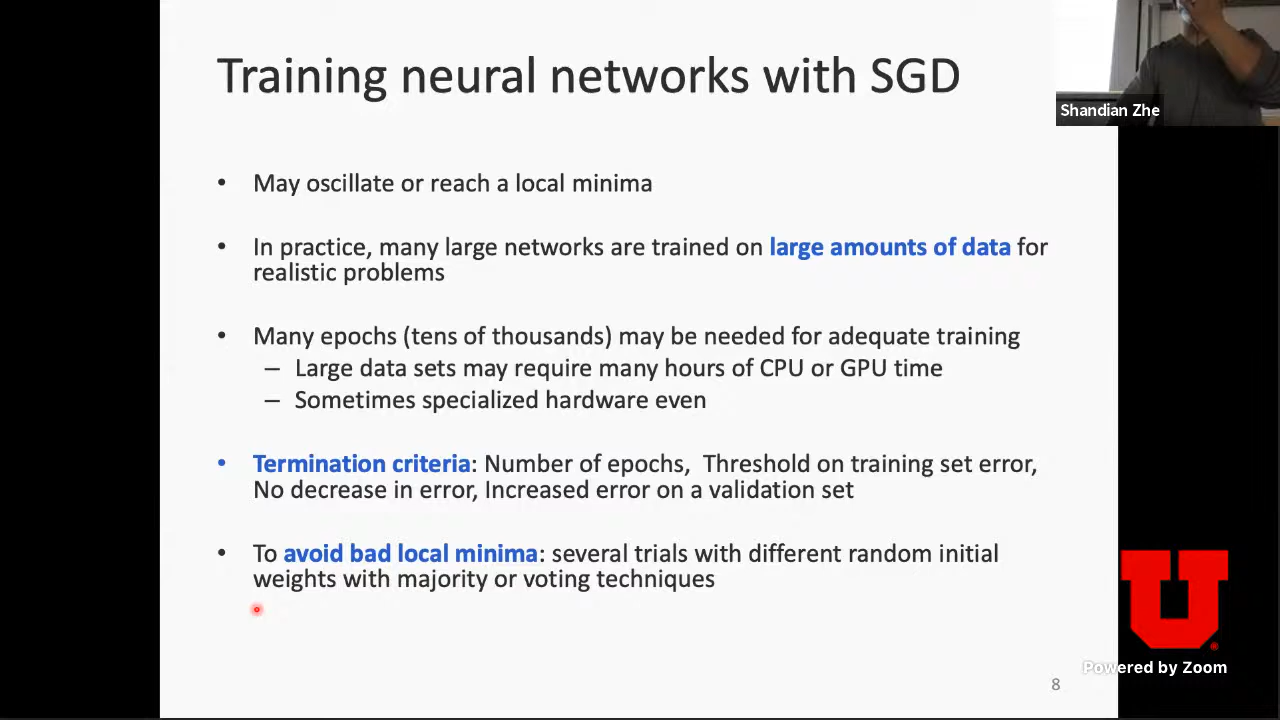 Training neural networks with SGD
Shandian Zhe
• May oscillate or reach a local minima
• In practice, many large networks are trained on large amounts of data for
realistic problems
• Many epochs (tens of thousands) may be needed for adequate training
– Large data sets may require many hours of CPU or GPU time
– Sometimes specialized hardware even
• Termination criteria: Number of epochs, Threshold on training set error,
No decrease in error, Increased error on a validation set
• To avoid bad local minima: several trials with different random initial
weights with majority or voting techniques
U
®
Powered by Zoom
8